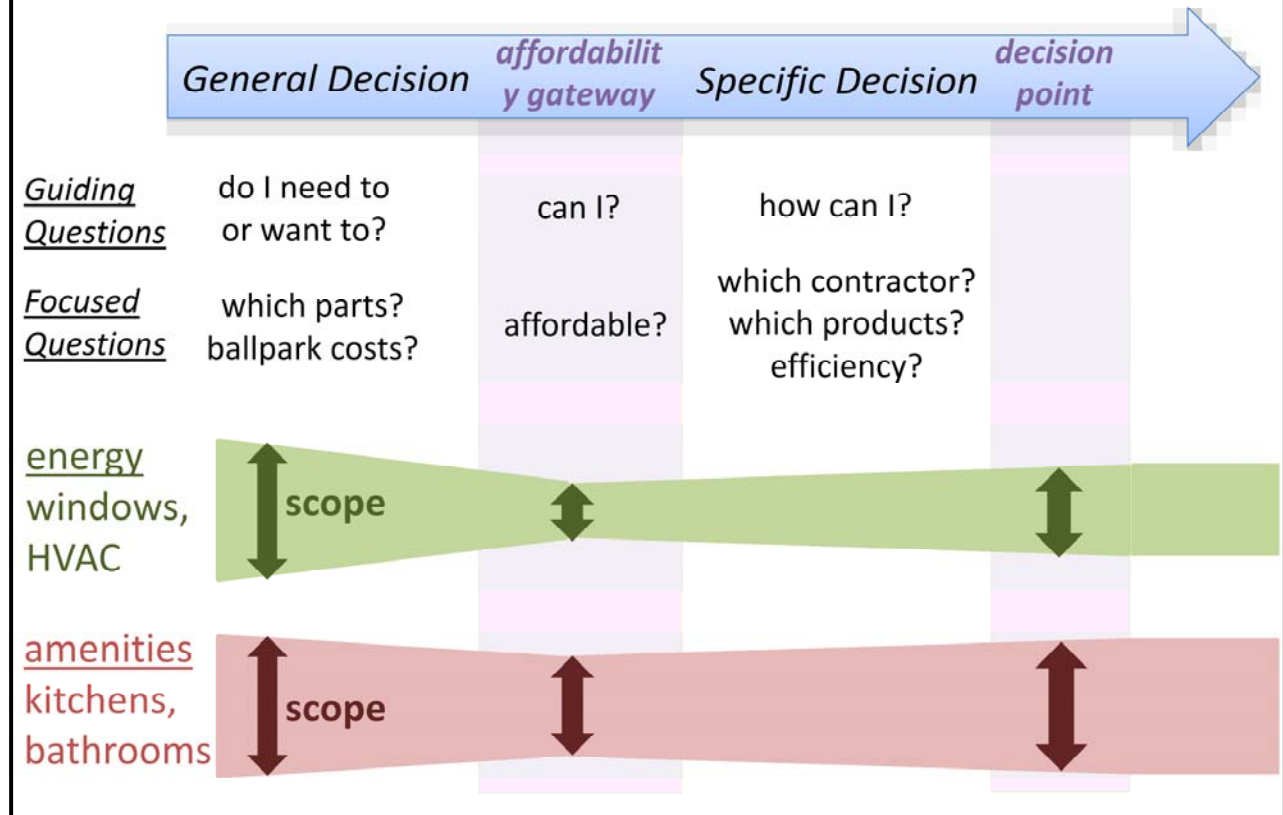 General Decision
affordabilit
y gateway
Specific Decision
decision
point
Guiding
Questions
do I need to
or want to?
can I?
how can I?
Focused
Questions
which parts?
ballpark costs?
affordable?
which contractor?
which products?
efficiency?
energy
windows,
HVAC
scope
amenities
kitchens,
bathrooms
scope